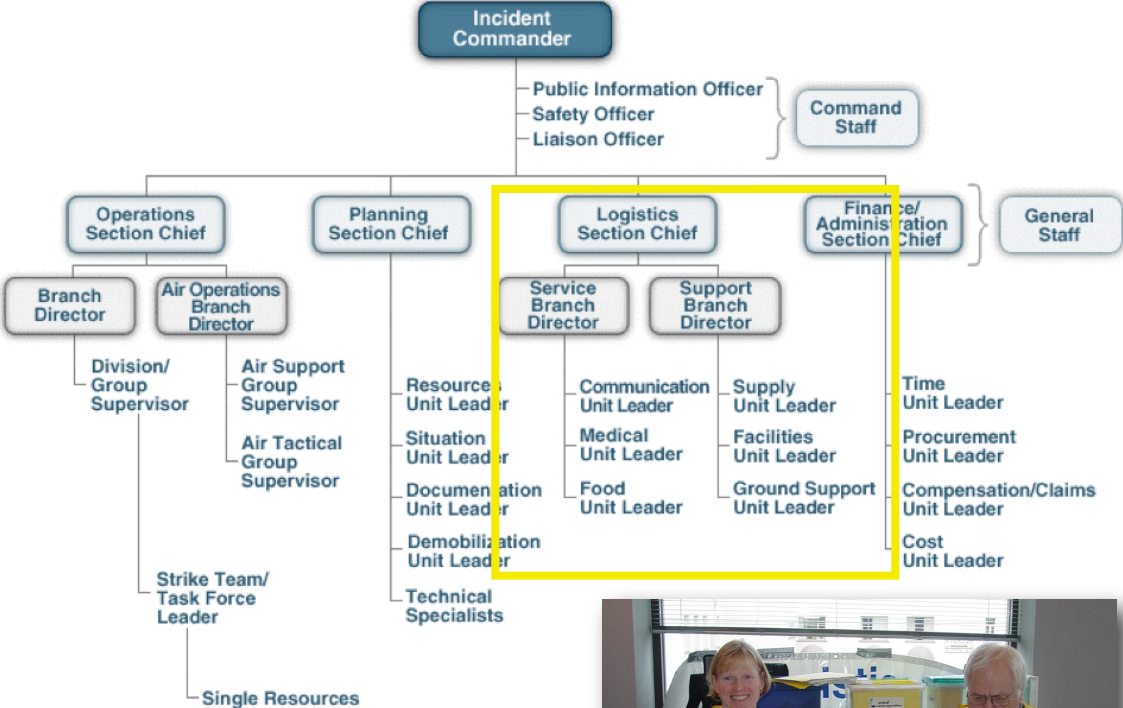 Incident
Commander
Public Information Officer
Safety Officer
Liaison Officer
Command
Staff
Operations
Section Chief
Planning
Section Chief
Logistics
Section Chief
Finance/
Administration
Section Chief
General
Staff
Branch
Director
Air Operations
Branch
Director
Service
Branch
Director
Support
Branch
Director
Division/
Group
Supervisor
Air Support
Group
Supervisor
Air Tactical
Group
Supervisor
Strike Team/
Task Force
Leader
Single Resources
Resources
Unit Leader
Situation
Unit Leader
Documentation
Unit Leader
Demobilization
Unit Leader
Technical
Specialists
Communication
Unit Leader
Medical
Unit Leader
Food
Unit Leader
Supply
Unit Leader
Facilities
Unit Leader
Ground Support
Unit Leader
Time
Unit Leader
Procurement
Unit Leader
Compensation/Claims
Unit Leader
Cost
Unit Leader